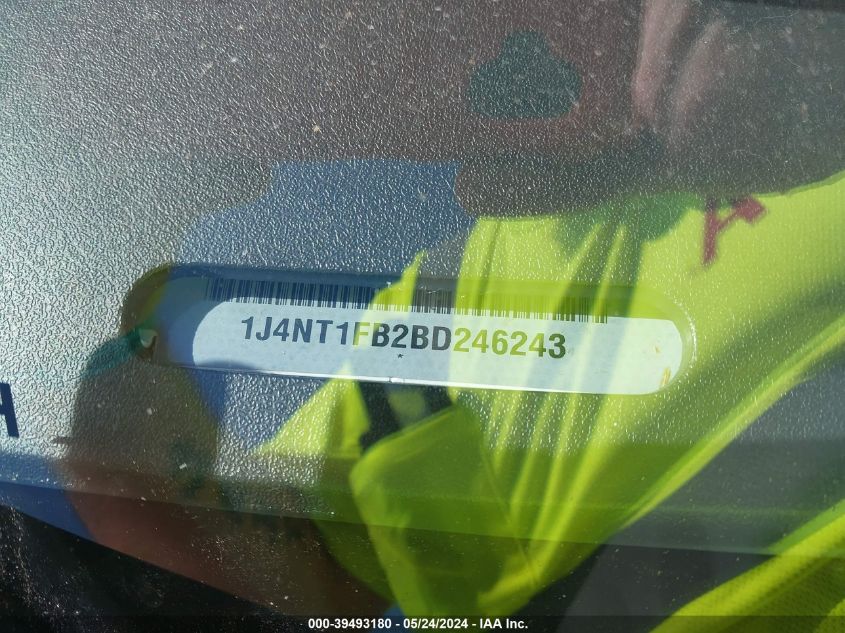 1J4NT1FB2BD246243
*
000-39493180 - 05/24/2024 - IAA Inc.